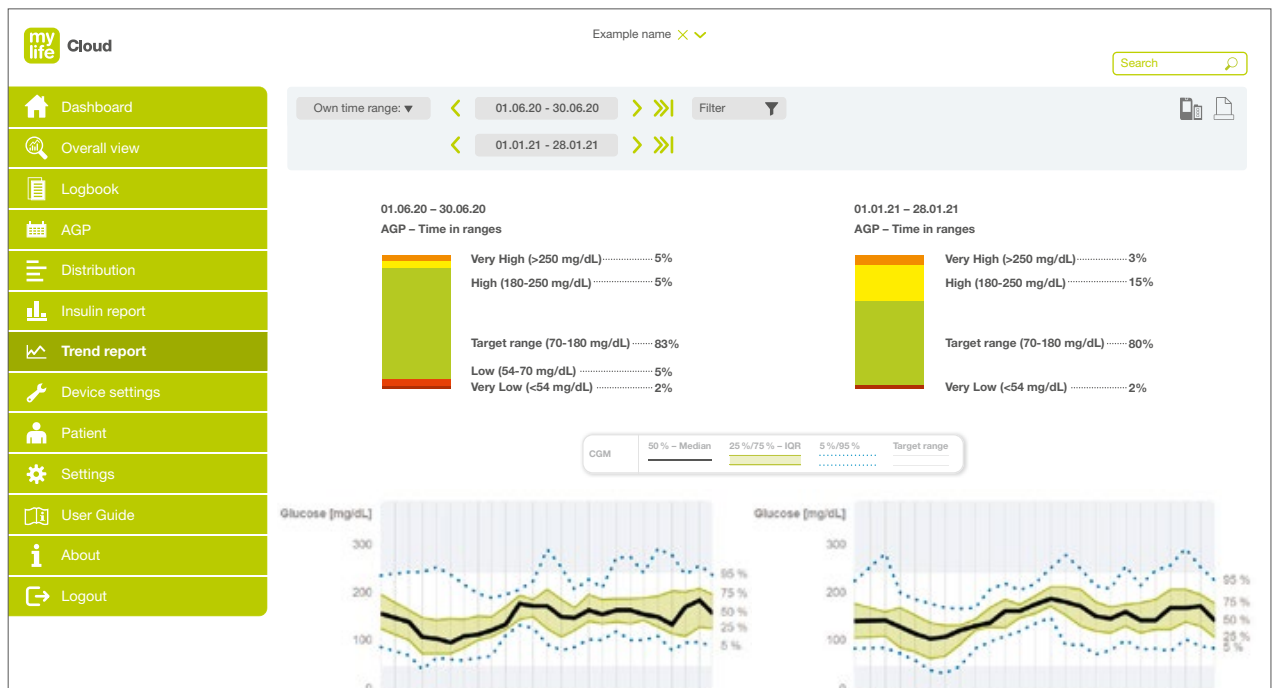 my life Cloud
Example name
Search
Dashboard
Overall view
Logbook
AGP
Distribution
Insulin report
Trend report
Device settings
Patient
Settings
User Guide
About
Logout
Own time range:
01.06.20 - 30.06.20
Filter
01.01.21 - 28.01.21
01.06.20 – 30.06.20
AGP – Time in ranges
Very High (>250 mg/dL) 5%
High (180-250 mg/dL) 5%
Target range (70-180 mg/dL) 83%
Low (54-70 mg/dL) 5%
Very Low (<54 mg/dL) 2%
01.01.21 – 28.01.21
AGP – Time in ranges
Very High (>250 mg/dL) 3%
High (180-250 mg/dL) 15%
Target range (70-180 mg/dL) 80%
Very Low (<54 mg/dL) 2%
CGM
50 % – Median
25 %/75 % – IQR
5 %/95 %
Target range
Glucose [mg/dL]
300
200
100
0
95 %
75 %
50 %
25 %
5 %
Glucose [mg/dL]
300
200
100
0
95 %
75 %
50 %
25 %
5 %